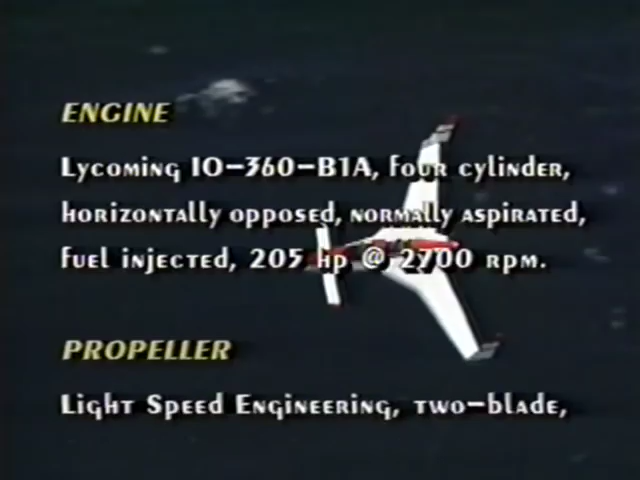 ENGINE
Lycoming IO-360-B1A, four cylinder,
horizontally opposed, normally aspirated,
fuel injected, 205 hp @ 2700 rpm.
PROPELLER
Light Speed Engineering, two-blade,